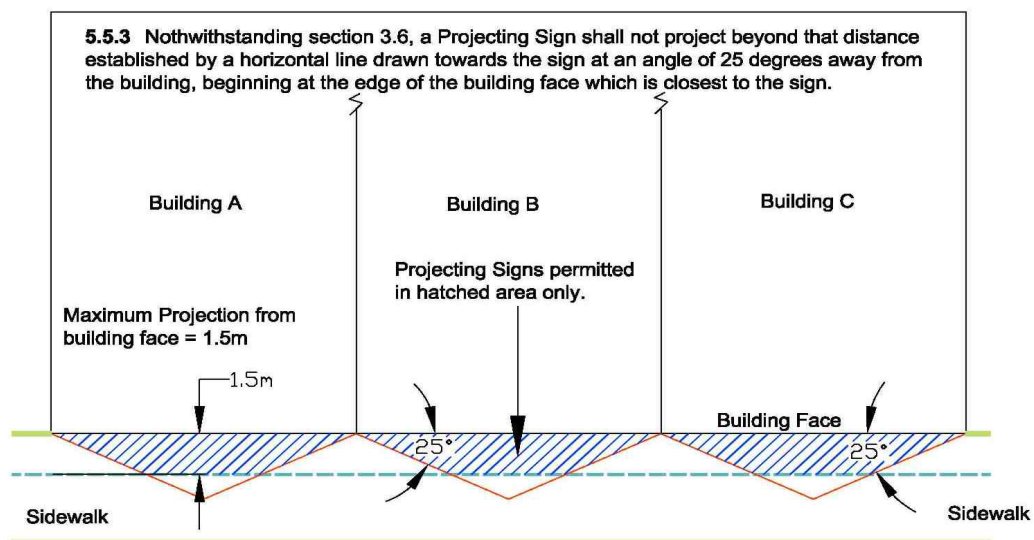 5.5.3 Nothwithstanding section 3.6, a Projecting Sign shall not project beyond that distance
established by a horizontal line drawn towards the sign at an angle of 25 degrees away from
the building, beginning at the edge of the building face which is closest to the sign.
Building A
Building B
Building C
Projecting Signs permitted
in hatched area only.
Maximum Projection from
building face = 1.5m
1.5m
Building Face
25°
25°
Sidewalk
Sidewalk